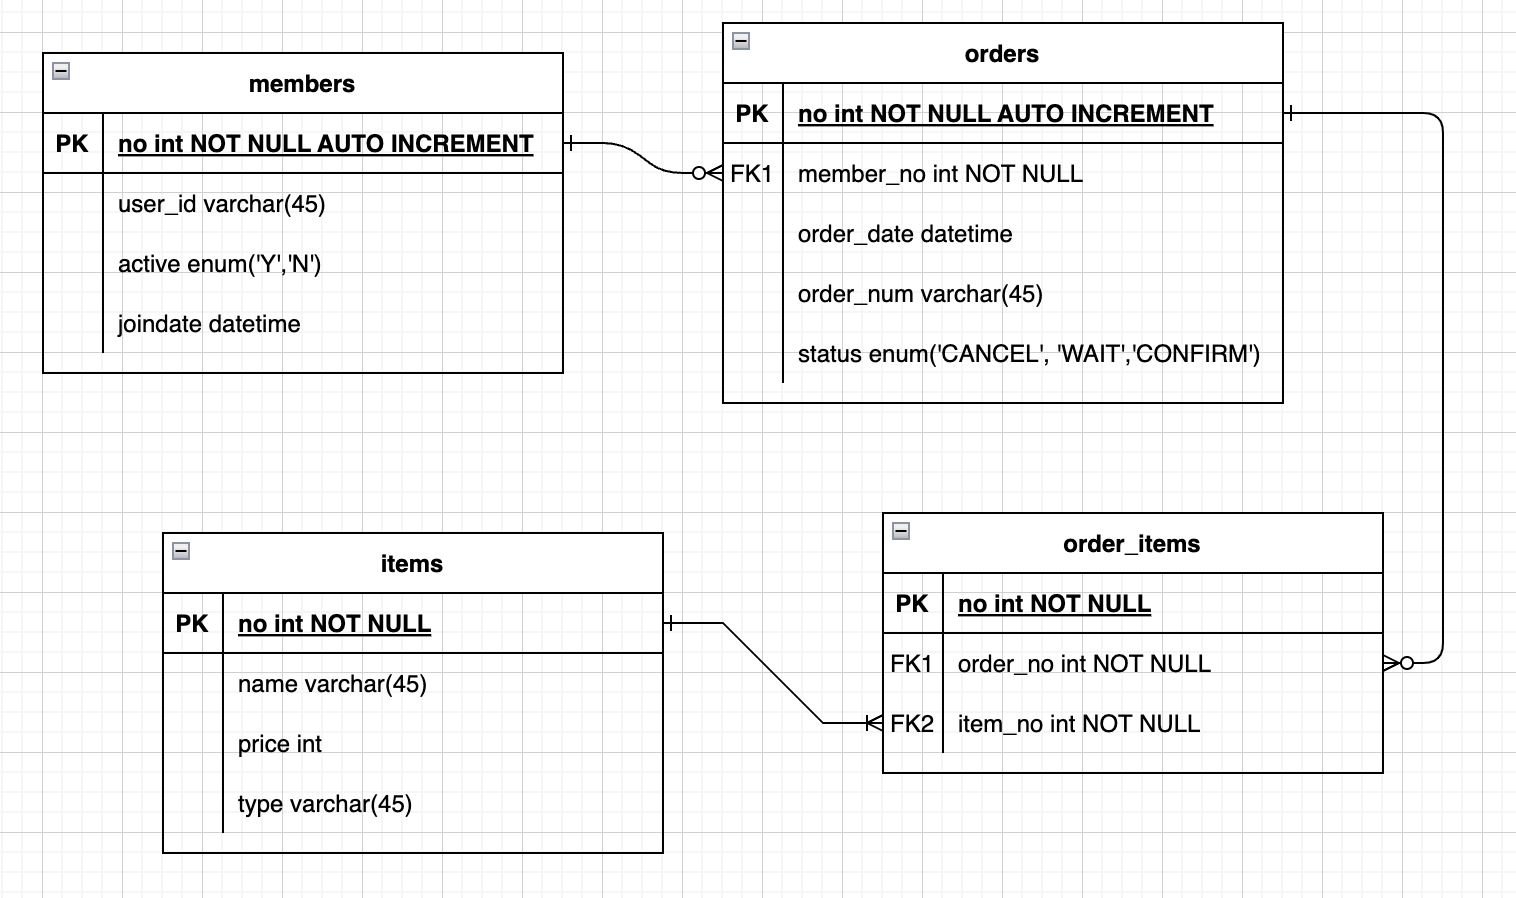 members
PK no int NOT NULL AUTO INCREMENT
user_id varchar(45)
active enum('Y','N')
joindate datetime
orders
PK no int NOT NULL AUTO INCREMENT
FK1 member_no int NOT NULL
order_date datetime
order_num varchar(45)
status enum('CANCEL', 'WAIT','CONFIRM')
items
PK no int NOT NULL
name varchar(45)
price int
type varchar(45)
order_items
PK no int NOT NULL
FK1 order_no int NOT NULL
FK2 item_no int NOT NULL